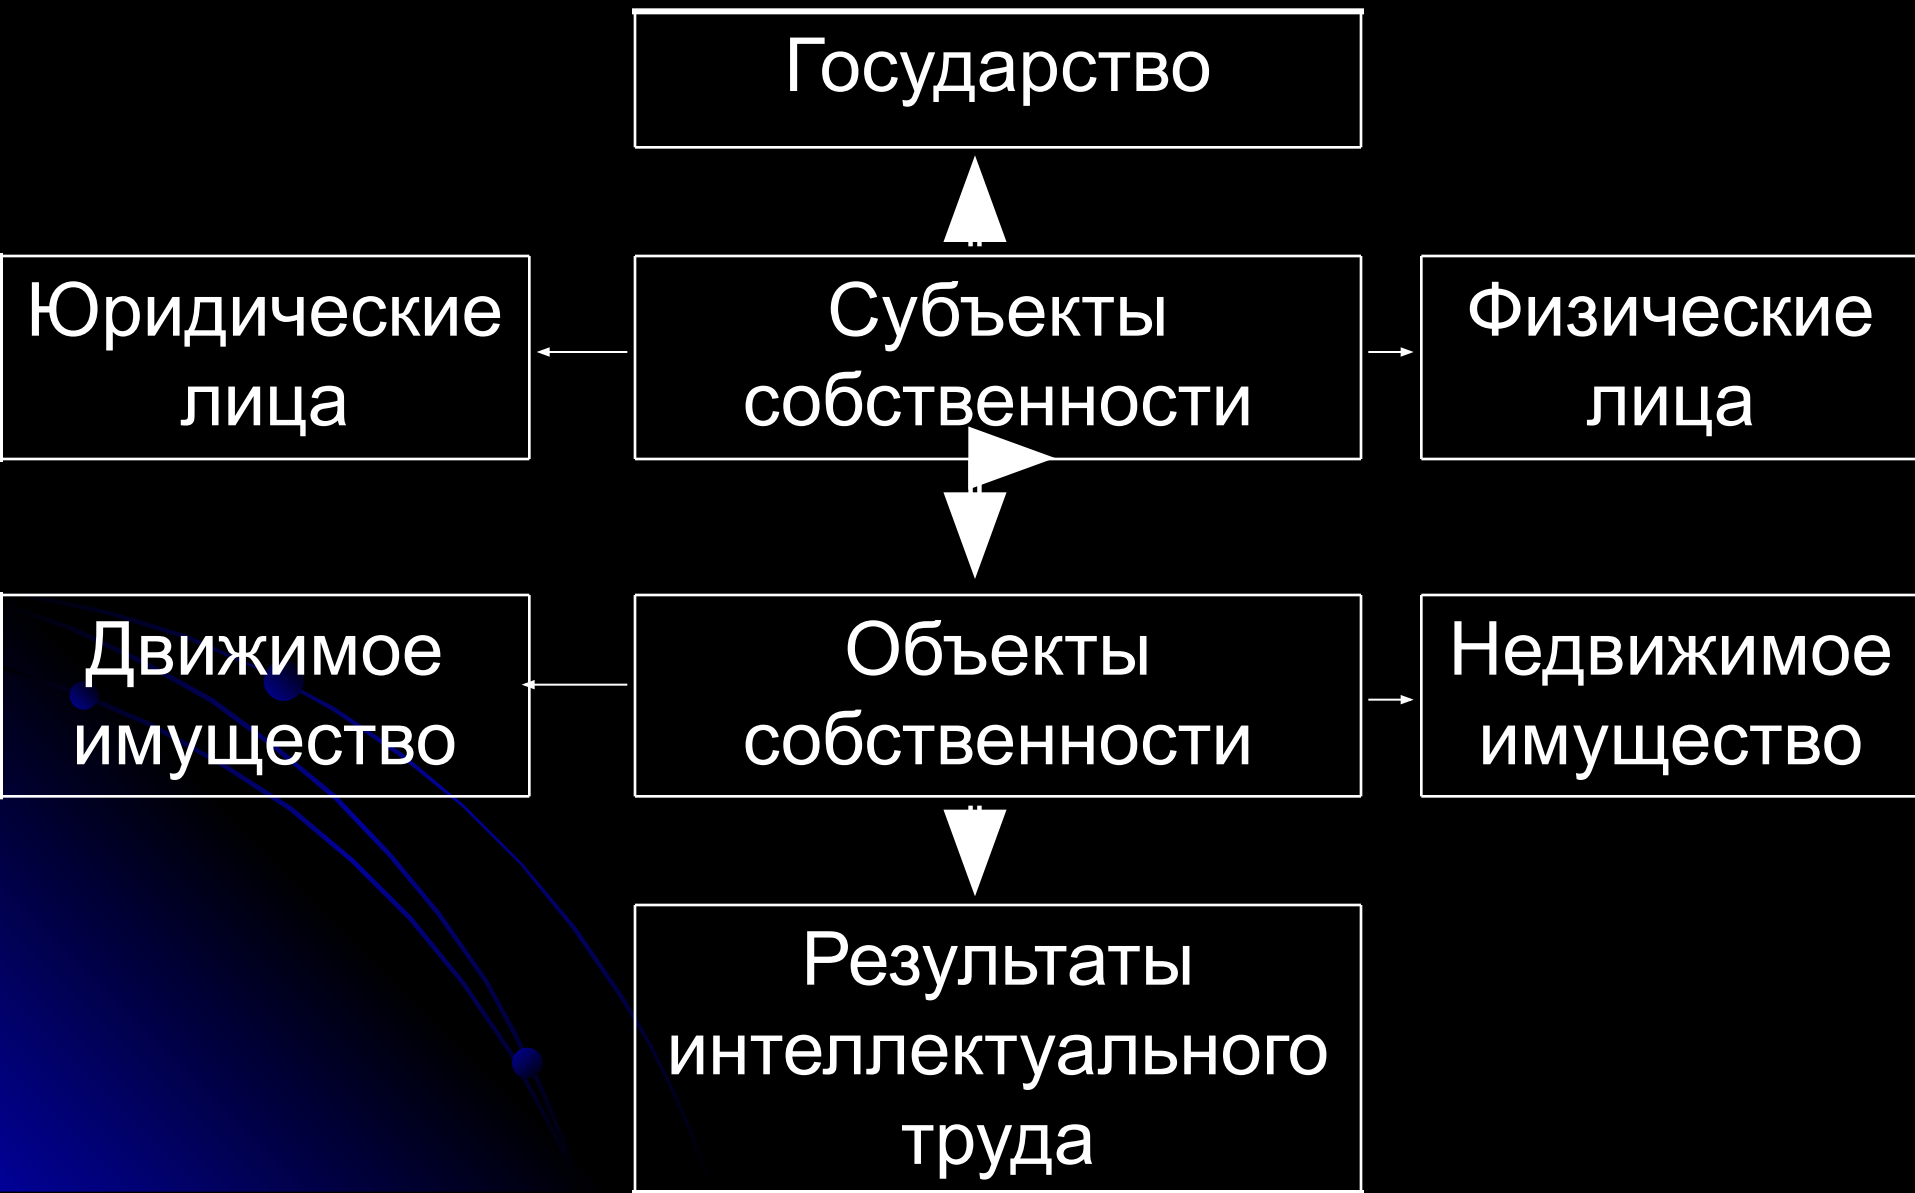 Государство
Юридические
лица
Субъекты
собственности
Физические
лица
Движимое
имущество
Объекты
собственности
Недвижимое
имущество
Результаты
интеллектуального
труда